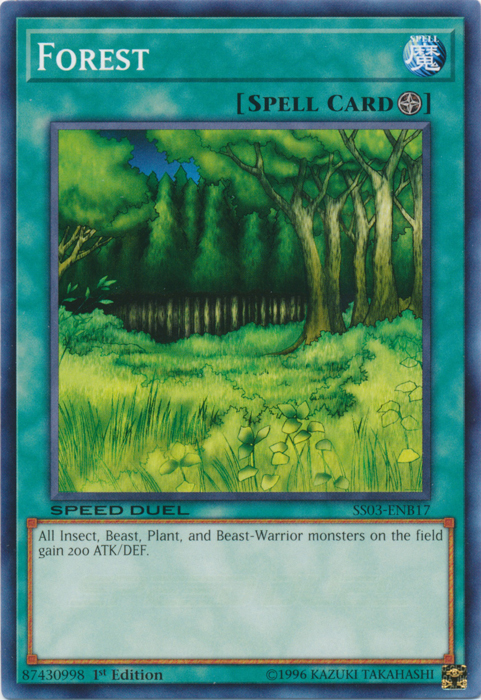 FOREST
SPELL
魔
[SPELL CARD]
SPEED DUEL
SS03-ENB17
All Insect, Beast, Plant, and Beast-Warrior monsters on the field
gain 200 ATK/DEF.
87430998 1st Edition
©1996 KAZUKI TAKAHASHI